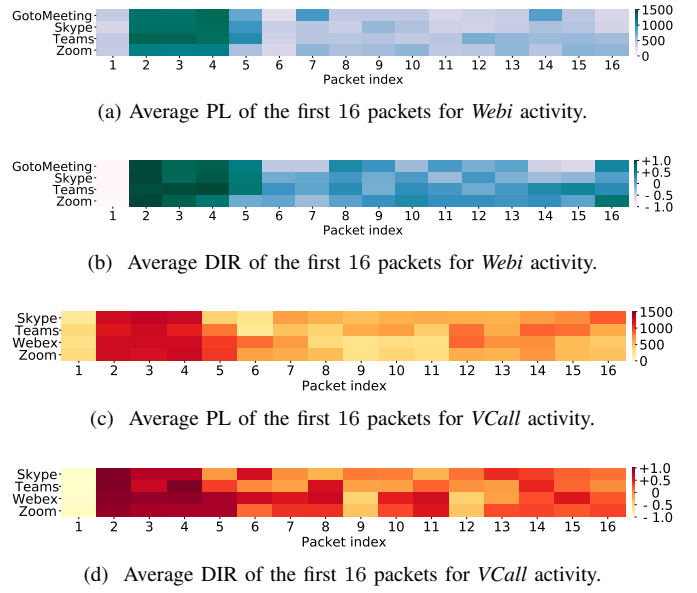 GotoMeeting
Skype
Teams
Zoom
1 2 3 4 5 6 7 8 9 10 11 12 13 14 15 16
Packet index
1500
1000
500
0
(a) Average PL of the first 16 packets for Webi activity.
GotoMeeting
Skype
Teams
Zoom
1 2 3 4 5 6 7 8 9 10 11 12 13 14 15 16
Packet index
+1.0
+0.5
0
- 0.5
- 1.0
(b) Average DIR of the first 16 packets for Webi activity.
Skype
Teams
Webex
Zoom
1 2 3 4 5 6 7 8 9 10 11 12 13 14 15 16
Packet index
1500
1000
500
0
(c) Average PL of the first 16 packets for VCall activity.
Skype
Teams
Webex
Zoom
1 2 3 4 5 6 7 8 9 10 11 12 13 14 15 16
Packet index
+1.0
+0.5
0
- 0.5
- 1.0
(d) Average DIR of the first 16 packets for VCall activity.